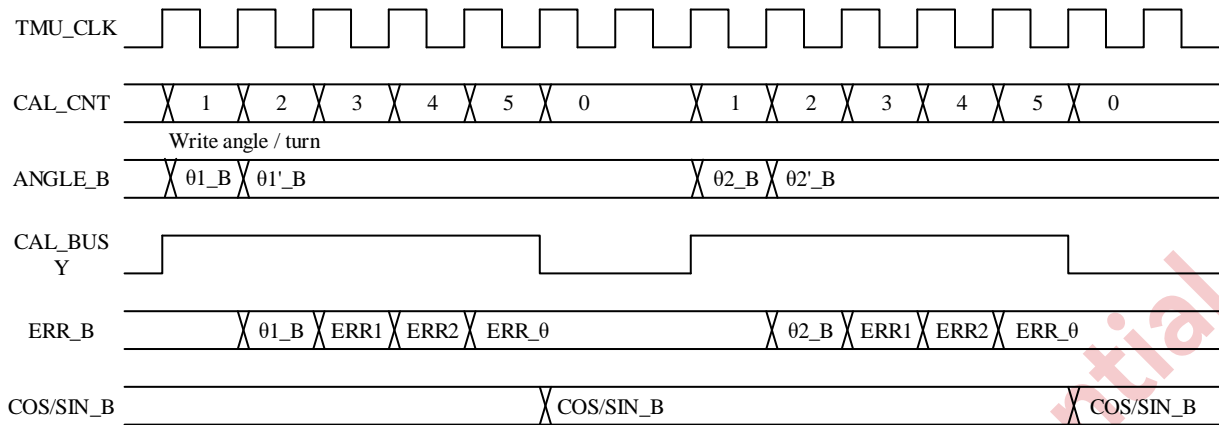 TMU_CLK
CAL_CNT 1 2 3 4 5 0 1 2 3 4 5 0
Write angle / turn
ANGLE_B θ1_B θ1'_B θ2_B θ2'_B
CAL_BUS
Y
ERR_B θ1_B ERR1 ERR2 ERR_θ θ2_B ERR1 ERR2 ERR_θ
COS/SIN_B COS/SIN_B COS/SIN_B
ntial